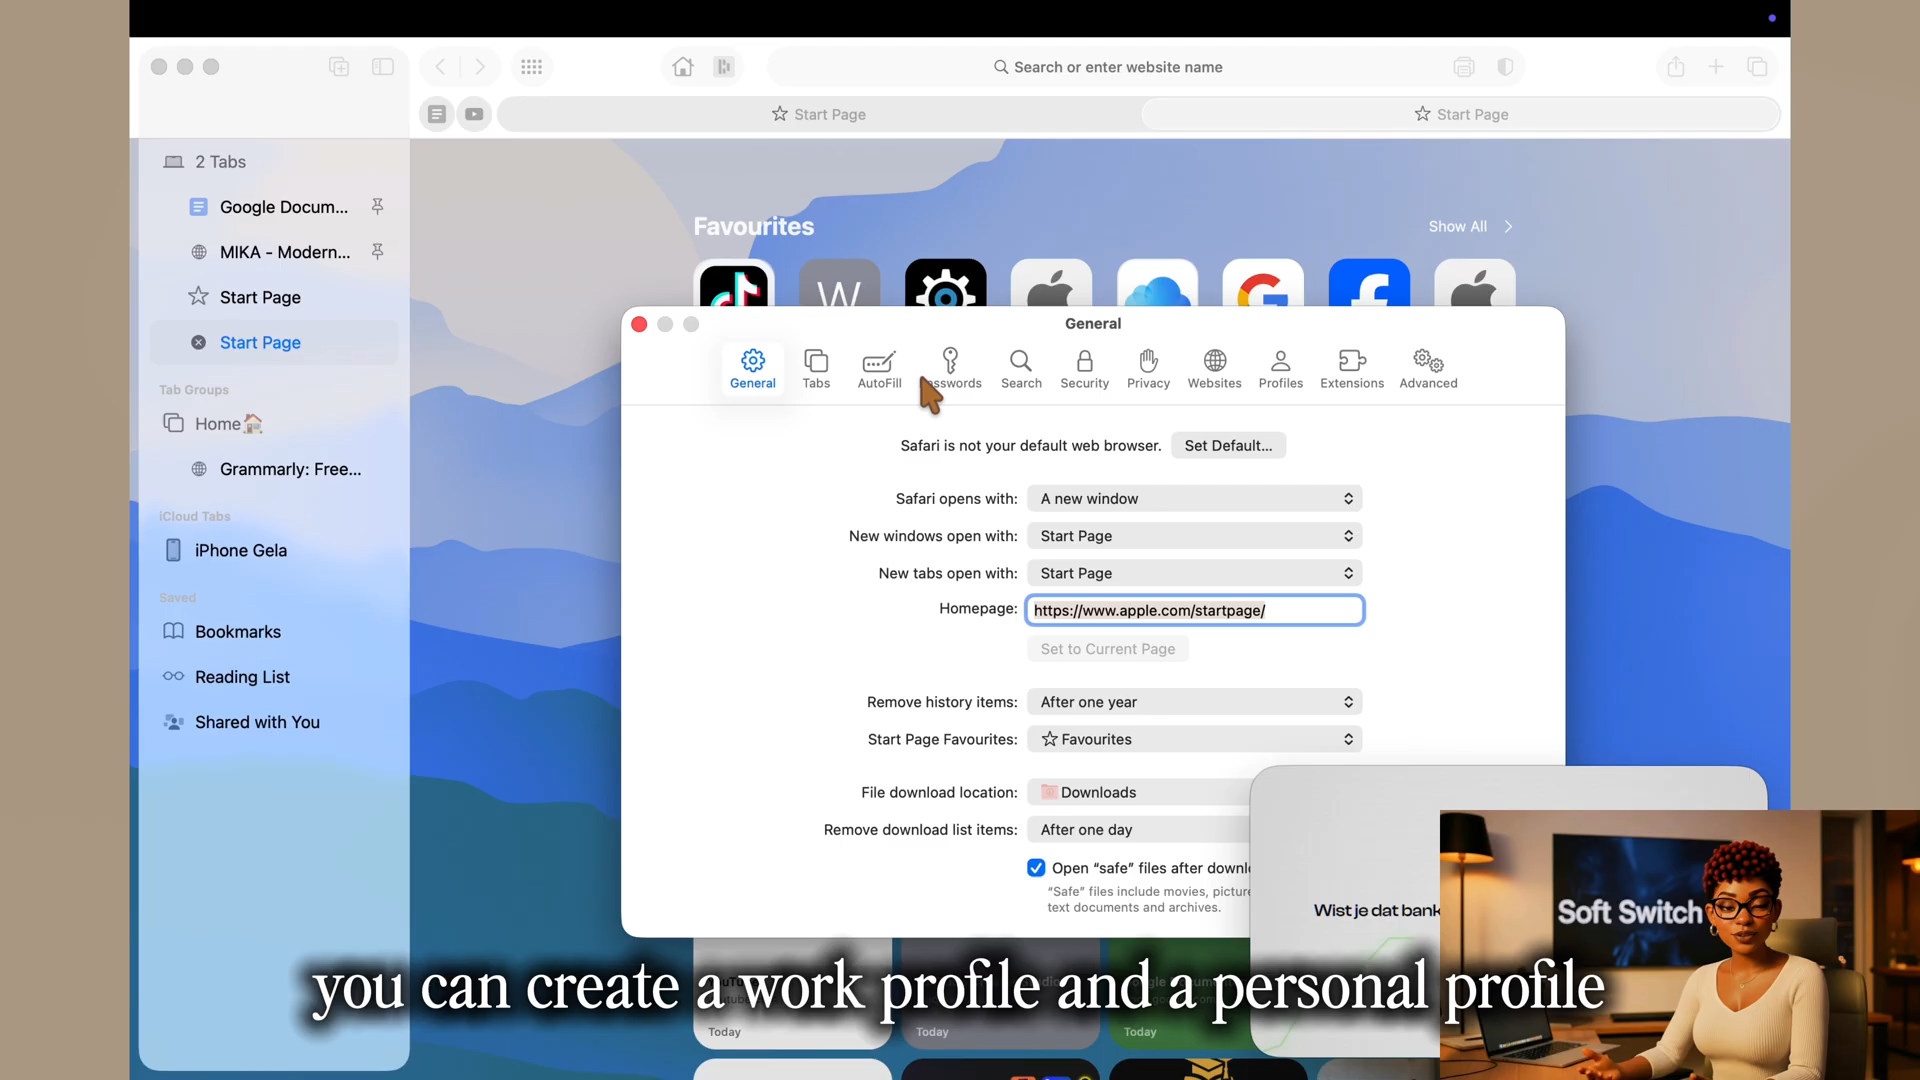 Search or enter website name
Start Page
Start Page
2 Tabs
Google Docum...
MIKA - Modern...
Start Page
Start Page
Tab Groups
Home
Grammarly: Free...
iCloud Tabs
iPhone Gela
Saved
Bookmarks
Reading List
Shared with You
Favourites
Show All
W
General
General
Tabs
AutoFill
Search
Security
Privacy
Websites
Profiles
Extensions
Advanced
Safari is not your default web browser.
Set Default...
Safari opens with: A new window
New windows open with: Start Page
New tabs open with: Start Page
Homepage: https://www.apple.com/startpage/
Set to Current Page
Remove history items: After one year
Start Page Favourites: Favourites
File download location: Downloads
Remove download list items: After one day
Open “safe” files after
“Safe” files include movies,
text documents and archives.
Wist je dat bank
Soft Switch
you can create a work profile and a personal profile
Today
Today
Today